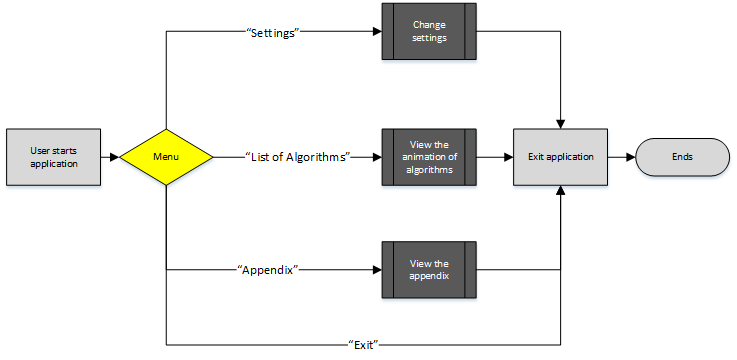 “Settings”
Change
settings
User starts
application
Menu
“List of Algorithms”
View the
animation of
algorithms
Exit application
Ends
“Appendix”
View the
appendix
“Exit”